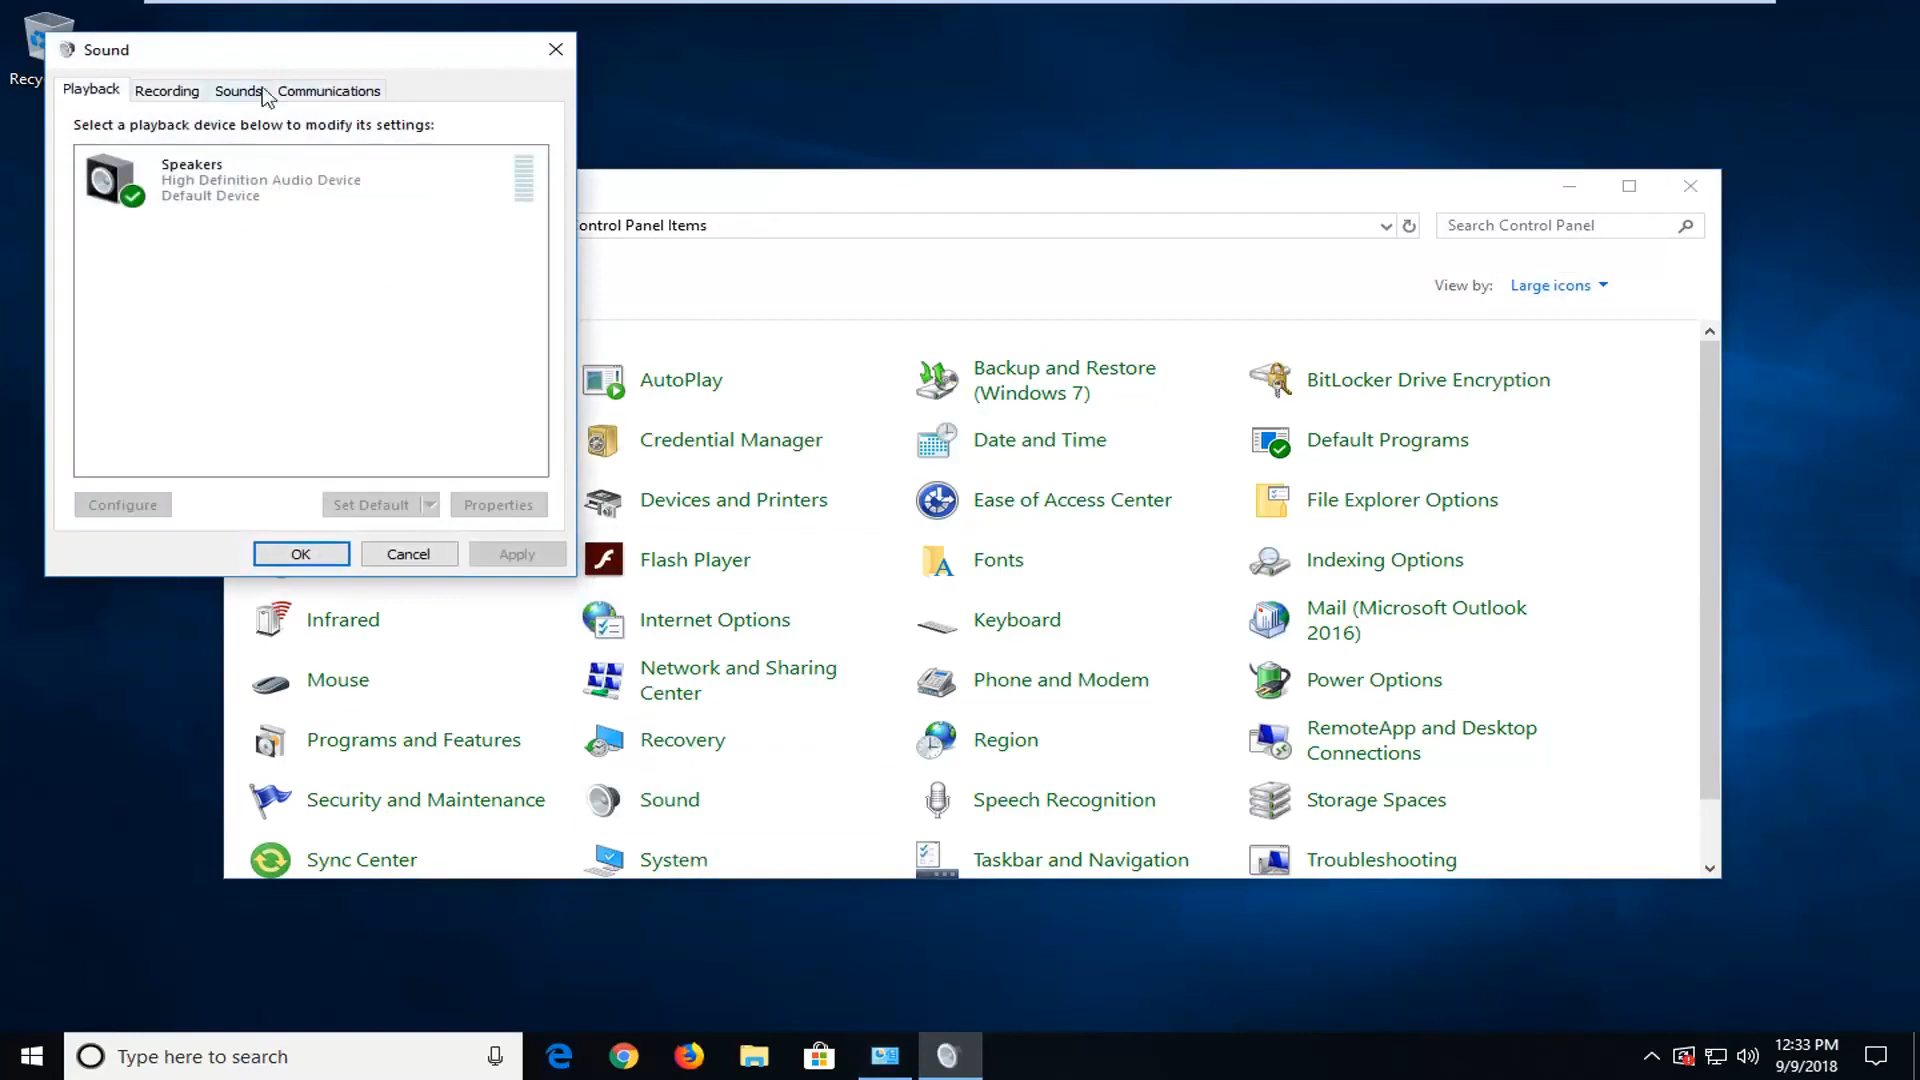 Recy
Sound
Playback
Recording
Sounds
Communications
Select a playback device below to modify its settings:
Speakers
High Definition Audio Device
Default Device
Configure
Set Default
Properties
OK
Cancel
Apply
ontrol Panel Items
Search Control Panel
View by:
Large icons
AutoPlay
Backup and Restore
(Windows 7)
BitLocker Drive Encryption
Credential Manager
Date and Time
Default Programs
Devices and Printers
Ease of Access Center
File Explorer Options
Flash Player
Fonts
Indexing Options
Infrared
Internet Options
Keyboard
Mail (Microsoft Outlook
2016)
Mouse
Network and Sharing
Center
Phone and Modem
Power Options
Programs and Features
Recovery
Region
RemoteApp and Desktop
Connections
Security and Maintenance
Sound
Speech Recognition
Storage Spaces
Sync Center
System
Taskbar and Navigation
Troubleshooting
Type here to search
12:33 PM
9/9/2018